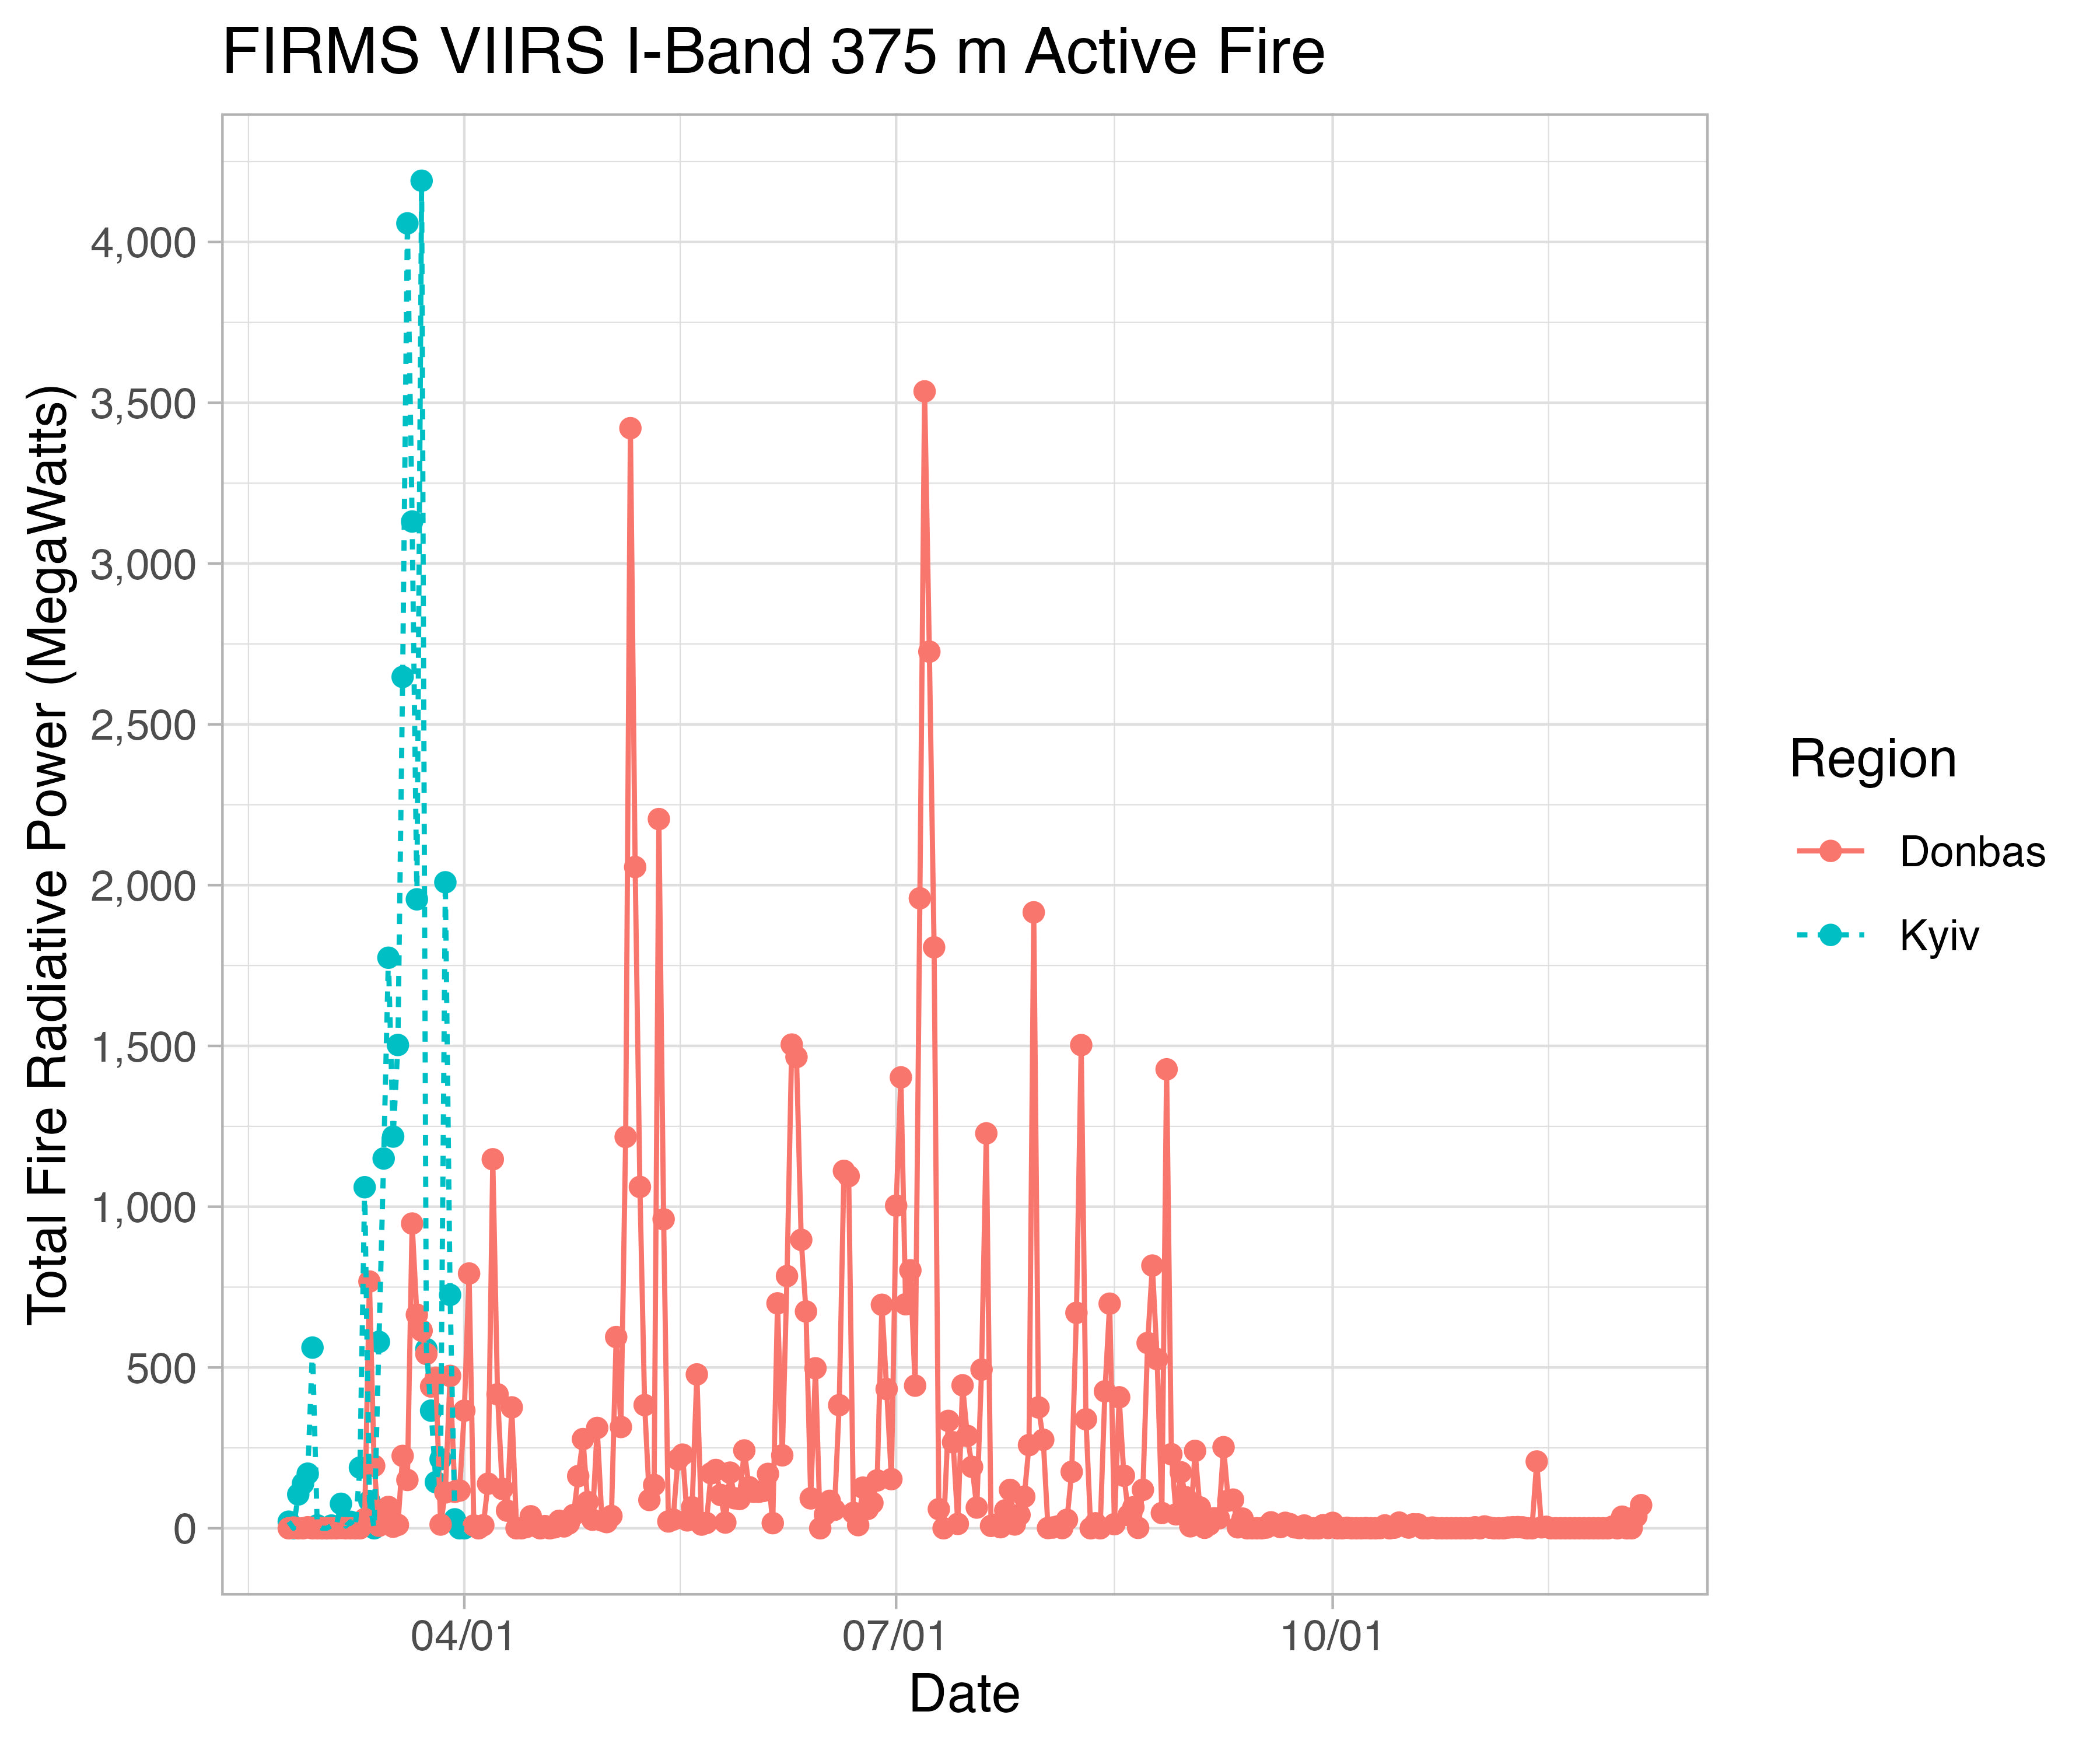 FIRMS VIIRS I-Band 375 m Active Fire
Total Fire Radiative Power (MegaWatts)
4,000
3,500
3,000
2,500
2,000
1,500
1,000
500
0
04/01
07/01
10/01
Date
Region
Donbas
Kyiv